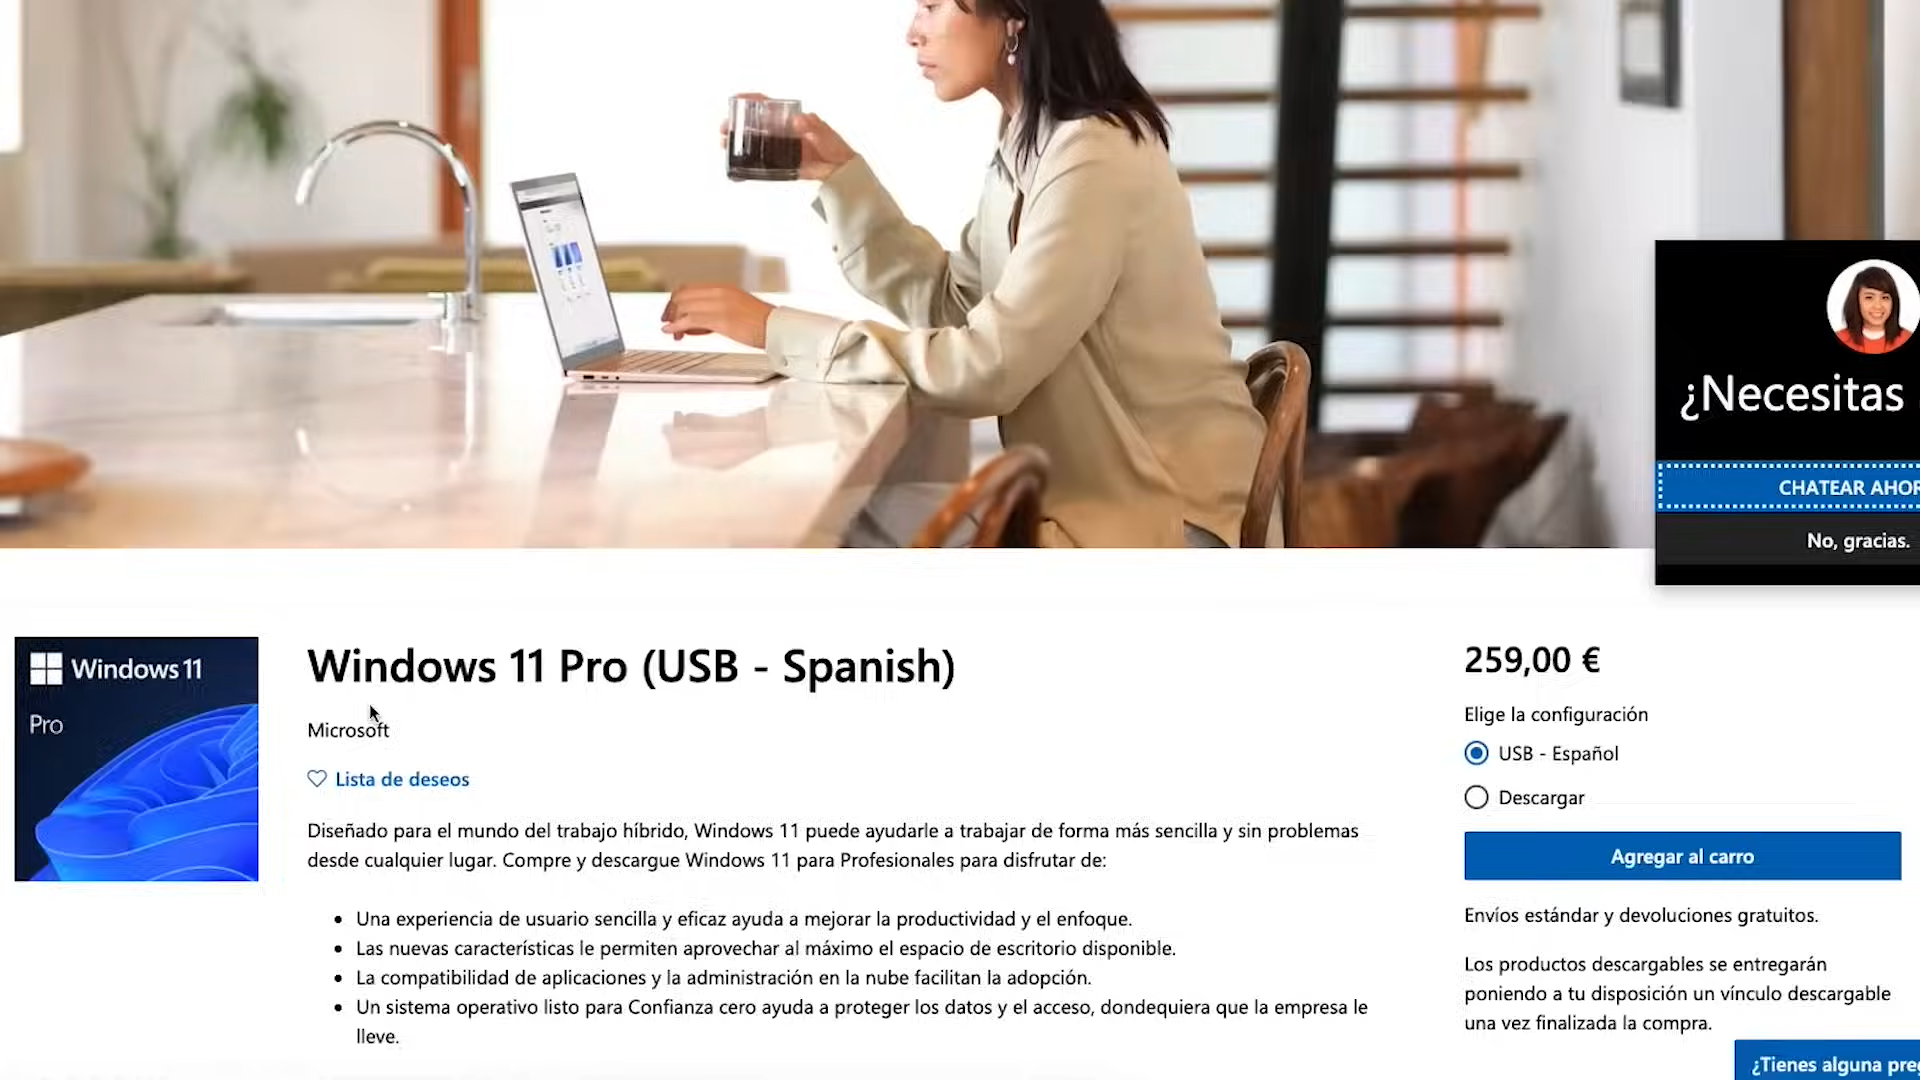 ¿Necesitas
CHATEAR AHOR
No, gracias.
Windows 11
Pro
Windows 11 Pro (USB - Spanish)
Microsoft
Lista de deseos
Diseñado para el mundo del trabajo híbrido, Windows 11 puede ayudarle a trabajar de forma más sencilla y sin problemas
desde cualquier lugar. Compre y descargue Windows 11 para Profesionales para disfrutar de:
Una experiencia de usuario sencilla y eficaz ayuda a mejorar la productividad y el enfoque.
Las nuevas características le permiten aprovechar al máximo el espacio de escritorio disponible.
La compatibilidad de aplicaciones y la administración en la nube facilitan la adopción.
Un sistema operativo listo para Confianza cero ayuda a proteger los datos y el acceso, dondequiera que la empresa le
lleve.
259,00 €
Elige la configuración
USB - Español
Descargar
Agregar al carro
Envíos estándar y devoluciones gratuitos.
Los productos descargables se entregarán
poniendo a tu disposición un vínculo descargable
una vez finalizada la compra.
¿Tienes alguna preg